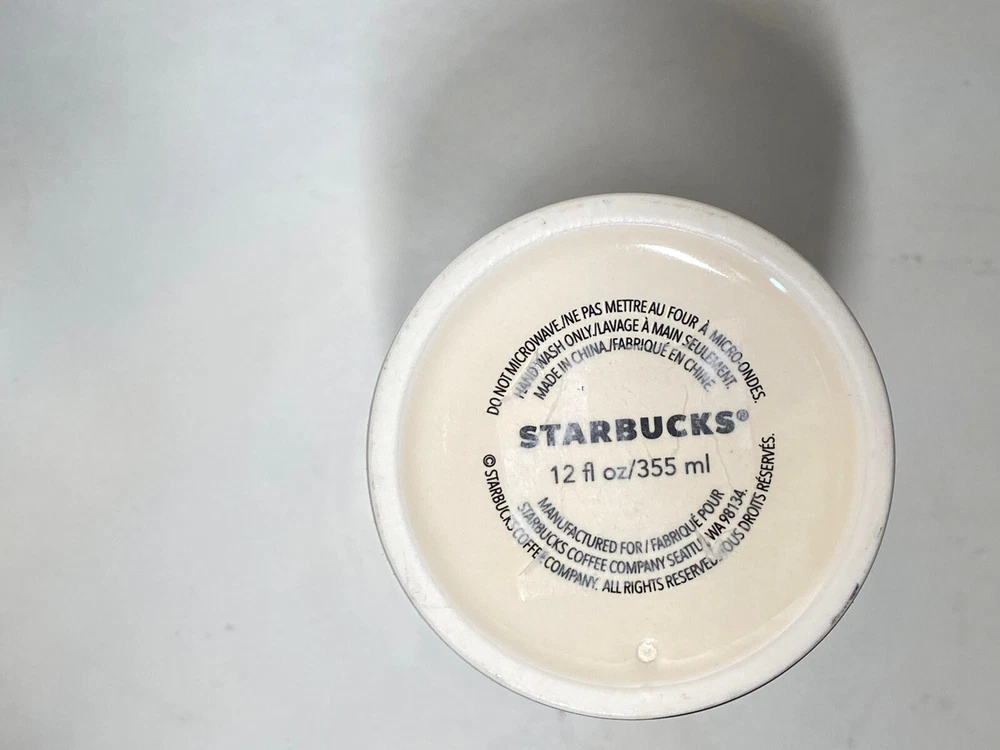 DO NOT MICROWAVE./NE PAS METTRE AU FOUR À MICRO-ONDES.
HAND WASH ONLY./LAVAGE À MAIN SEULEMENT.
MADE IN CHINA./FABRIQUÉ EN CHINE.
STARBUCKS®
12 fl oz/355 ml
MANUFACTURED FOR / FABRIQUÉ POUR
STARBUCKS COFFEE COMPANY SEATTLE, WA 98134.
© STARBUCKS COFFEE COMPANY. ALL RIGHTS RESERVED. TOUS DROITS RÉSERVÉS.